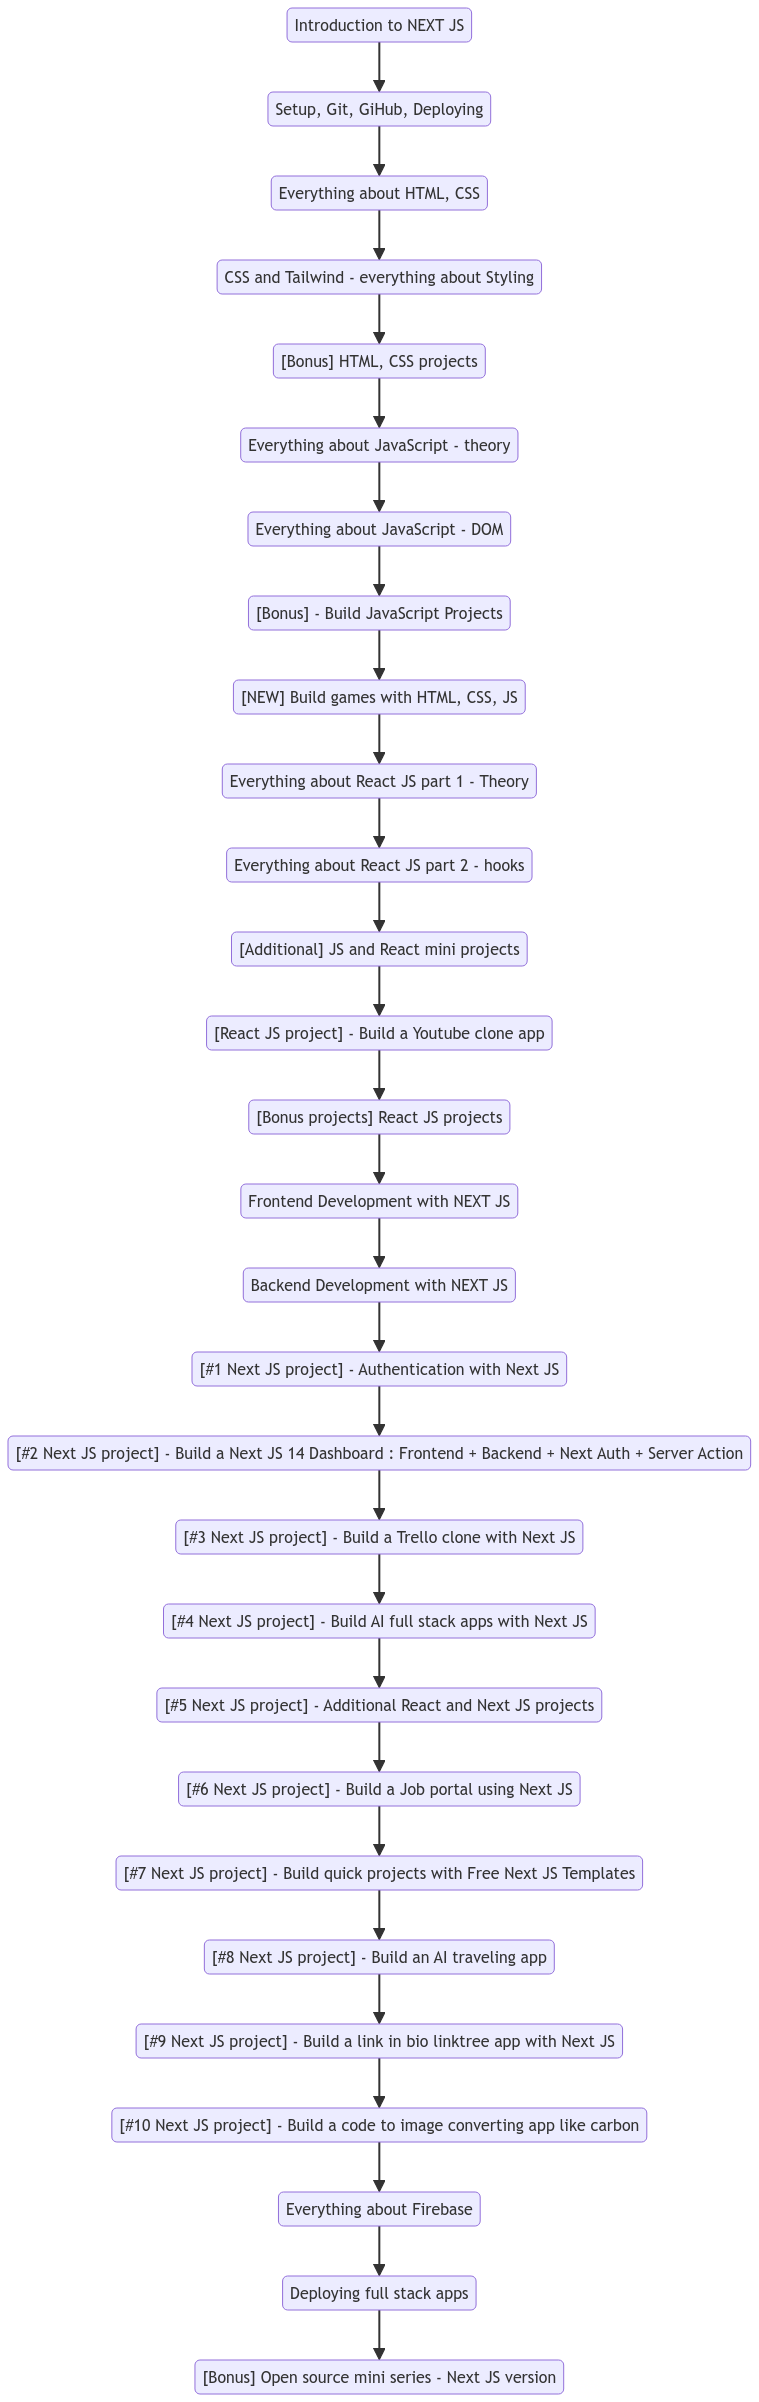 Introduction to NEXT JS
Setup, Git, GiHub, Deploying
Everything about HTML, CSS
CSS and Tailwind - everything about Styling
[Bonus] HTML, CSS projects
Everything about JavaScript - theory
Everything about JavaScript - DOM
[Bonus] - Build JavaScript Projects
[NEW] Build games with HTML, CSS, JS
Everything about React JS part 1 - Theory
Everything about React JS part 2 - hooks
[Additional] JS and React mini projects
[React JS project] - Build a Youtube clone app
[Bonus projects] React JS projects
Frontend Development with NEXT JS
Backend Development with NEXT JS
[#1 Next JS project] - Authentication with Next JS
[#2 Next JS project] - Build a Next JS 14 Dashboard : Frontend + Backend + Next Auth + Server Action
[#3 Next JS project] - Build a Trello clone with Next JS
[#4 Next JS project] - Build AI full stack apps with Next JS
[#5 Next JS project] - Additional React and Next JS projects
[#6 Next JS project] - Build a Job portal using Next JS
[#7 Next JS project] - Build quick projects with Free Next JS Templates
[#8 Next JS project] - Build an AI traveling app
[#9 Next JS project] - Build a link in bio linktree app with Next JS
[#10 Next JS project] - Build a code to image converting app like carbon
Everything about Firebase
Deploying full stack apps
[Bonus] Open source mini series - Next JS version